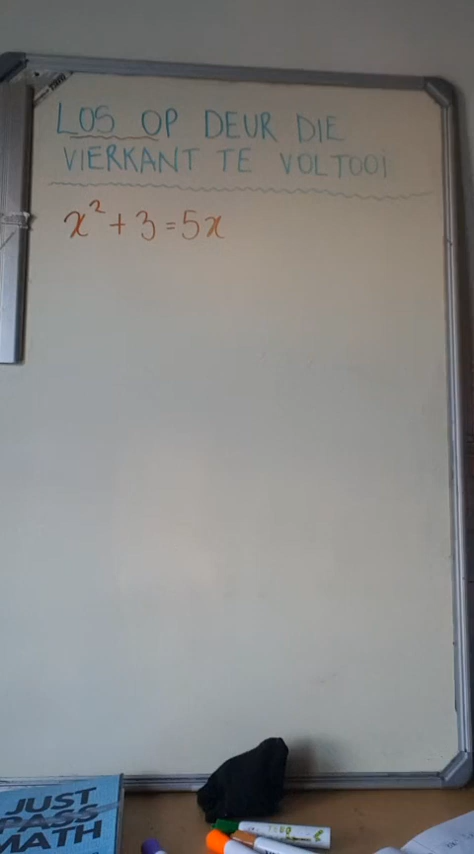 LOS OP DEUR DIE
VIERKANT TE VOLTOOI
x² + 3 = 5x
JUST
PASS
MATH